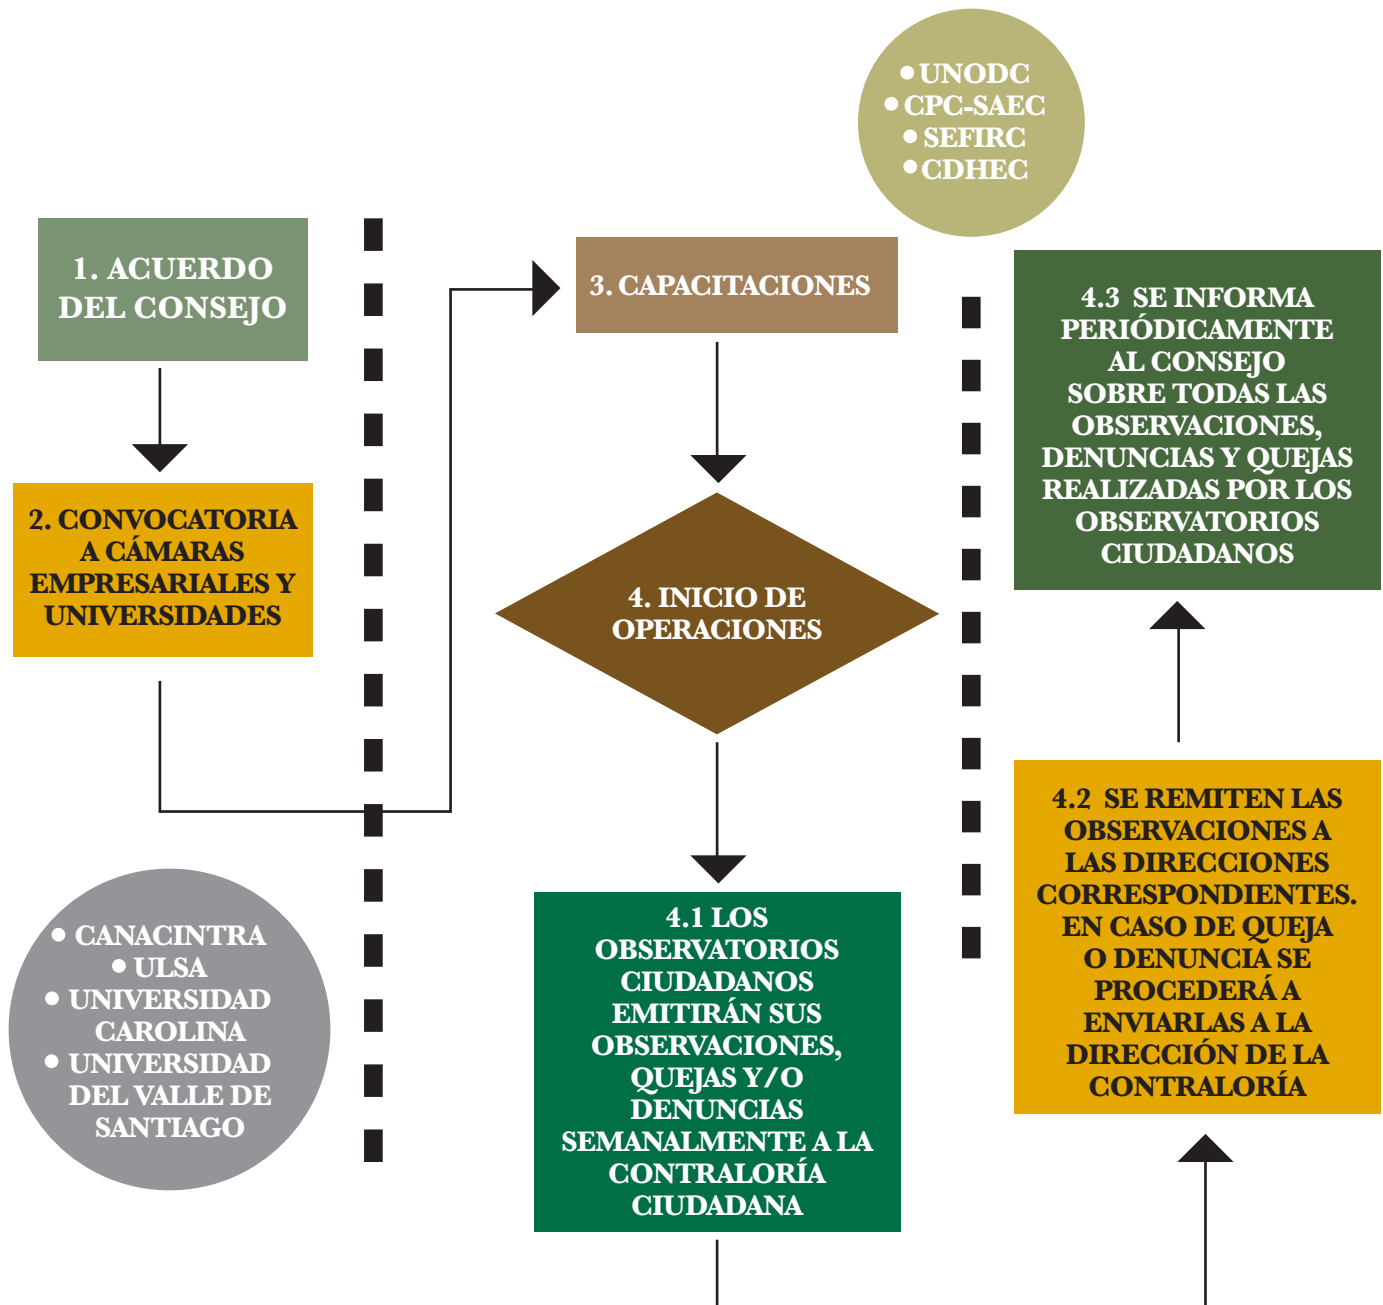 1. ACUERDO
DEL CONSEJO
2. CONVOCATORIA
A CÁMARAS
EMPRESARIALES Y
UNIVERSIDADES
• CANACINTRA
• ULSA
• UNIVERSIDAD
CAROLINA
• UNIVERSIDAD
DEL VALLE DE
SANTIAGO
3. CAPACITACIONES
• UNODC
• CPC-SAEC
• SEFIRC
• CDHEC
4. INICIO DE
OPERACIONES
4.1 LOS
OBSERVATORIOS
CIUDADANOS
EMITIRÁN SUS
OBSERVACIONES,
QUEJAS Y/O
DENUNCIAS
SEMANALMENTE A LA
CONTRALORÍA
CIUDADANA
4.2 SE REMITEN LAS
OBSERVACIONES A
LAS DIRECCIONES
CORRESPONDIENTES.
EN CASO DE QUEJA
O DENUNCIA SE
PROCEDERÁ A
ENVIARLAS A LA
DIRECCIÓN DE LA
CONTRALORÍA
4.3 SE INFORMA
PERIÓDICAMENTE
AL CONSEJO
SOBRE TODAS LAS
OBSERVACIONES,
DENUNCIAS Y QUEJAS
REALIZADAS POR LOS
OBSERVATORIOS
CIUDADANOS